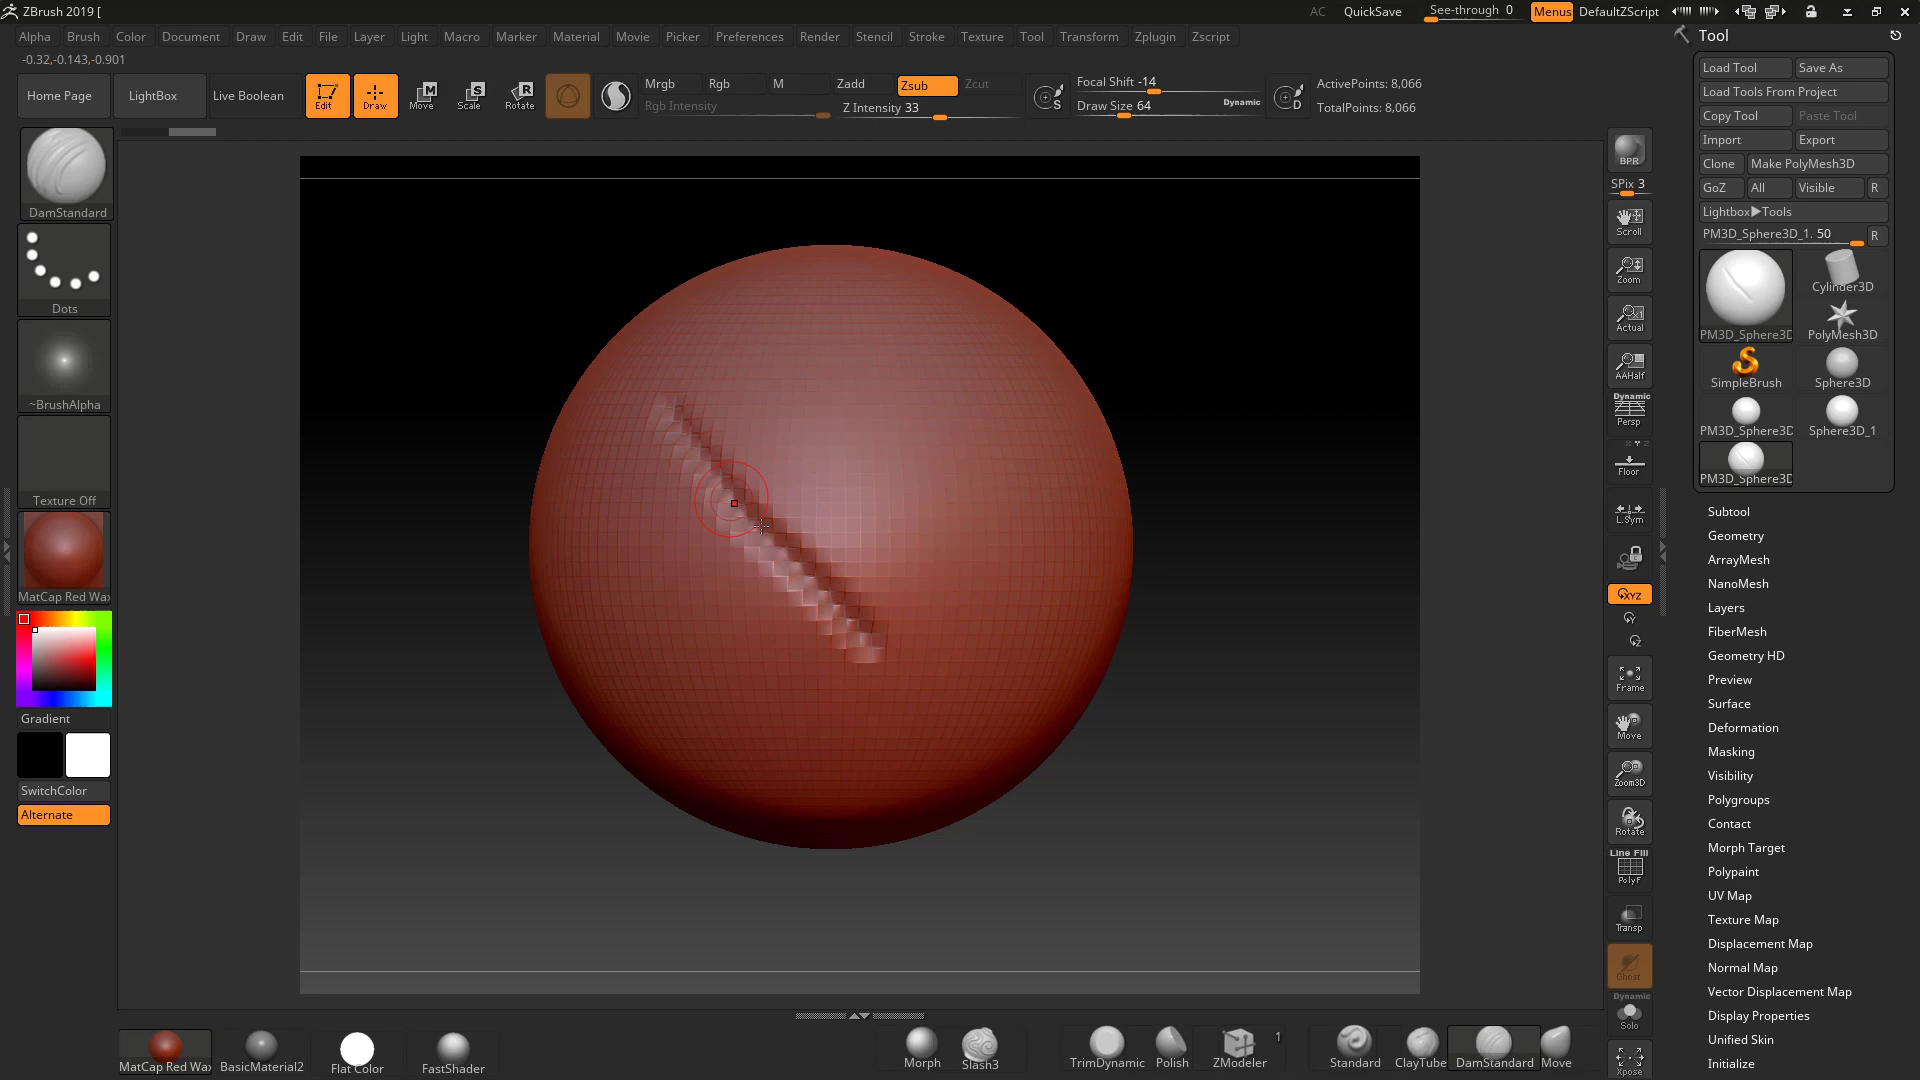 ZBrush 2019 [
AC QuickSave See-through 0 Menus DefaultZScript
Alpha Brush Color Document Draw Edit File Layer Light Macro Marker Material Movie Picker Preferences Render Stencil Stroke Texture Tool Transform Zplugin Zscript
-0.32,-0.143,-0.901
Home Page LightBox Live Boolean Edit Draw Move Scale Rotate
M S R
Mrgb Rgb M Zadd Zsub Zcut
Rgb Intensity Z Intensity 33
S Focal Shift -14
Draw Size 64 Dynamic
D ActivePoints: 8,066
TotalPoints: 8,066
DamStandard
Dots
~BrushAlpha
Texture Off
MatCap Red Wax
Gradient
SwitchColor
Alternate
BPR
SPix 3
Scroll
Zoom
Actual
AAHalf
Dynamic
Persp
Floor
L.Sym
XYZ
Y
Z
Frame
Move
Zoom3D
Rotate
Line Fill
PolyF
Transp
Ghost
Dynamic
Solo
Xpose
Tool
Load Tool Save As
Load Tools From Project
Copy Tool Paste Tool
Import Export
Clone Make PolyMesh3D
GoZ All Visible R
Lightbox▶Tools
PM3D_Sphere3D_1. 50 R
PM3D_Sphere3D Cylinder3D
PolyMesh3D
SimpleBrush Sphere3D
PM3D_Sphere3D Sphere3D_1
PM3D_Sphere3D
Subtool
Geometry
ArrayMesh
NanoMesh
Layers
FiberMesh
Geometry HD
Preview
Surface
Deformation
Masking
Visibility
Polygroups
Contact
Morph Target
Polypaint
UV Map
Texture Map
Displacement Map
Normal Map
Vector Displacement Map
Display Properties
Unified Skin
Initialize
MatCap Red Wax BasicMaterial2 Flat Color FastShader Morph Slash3 TrimDynamic Polish ZModeler 1 Standard ClayTube DamStandard Move